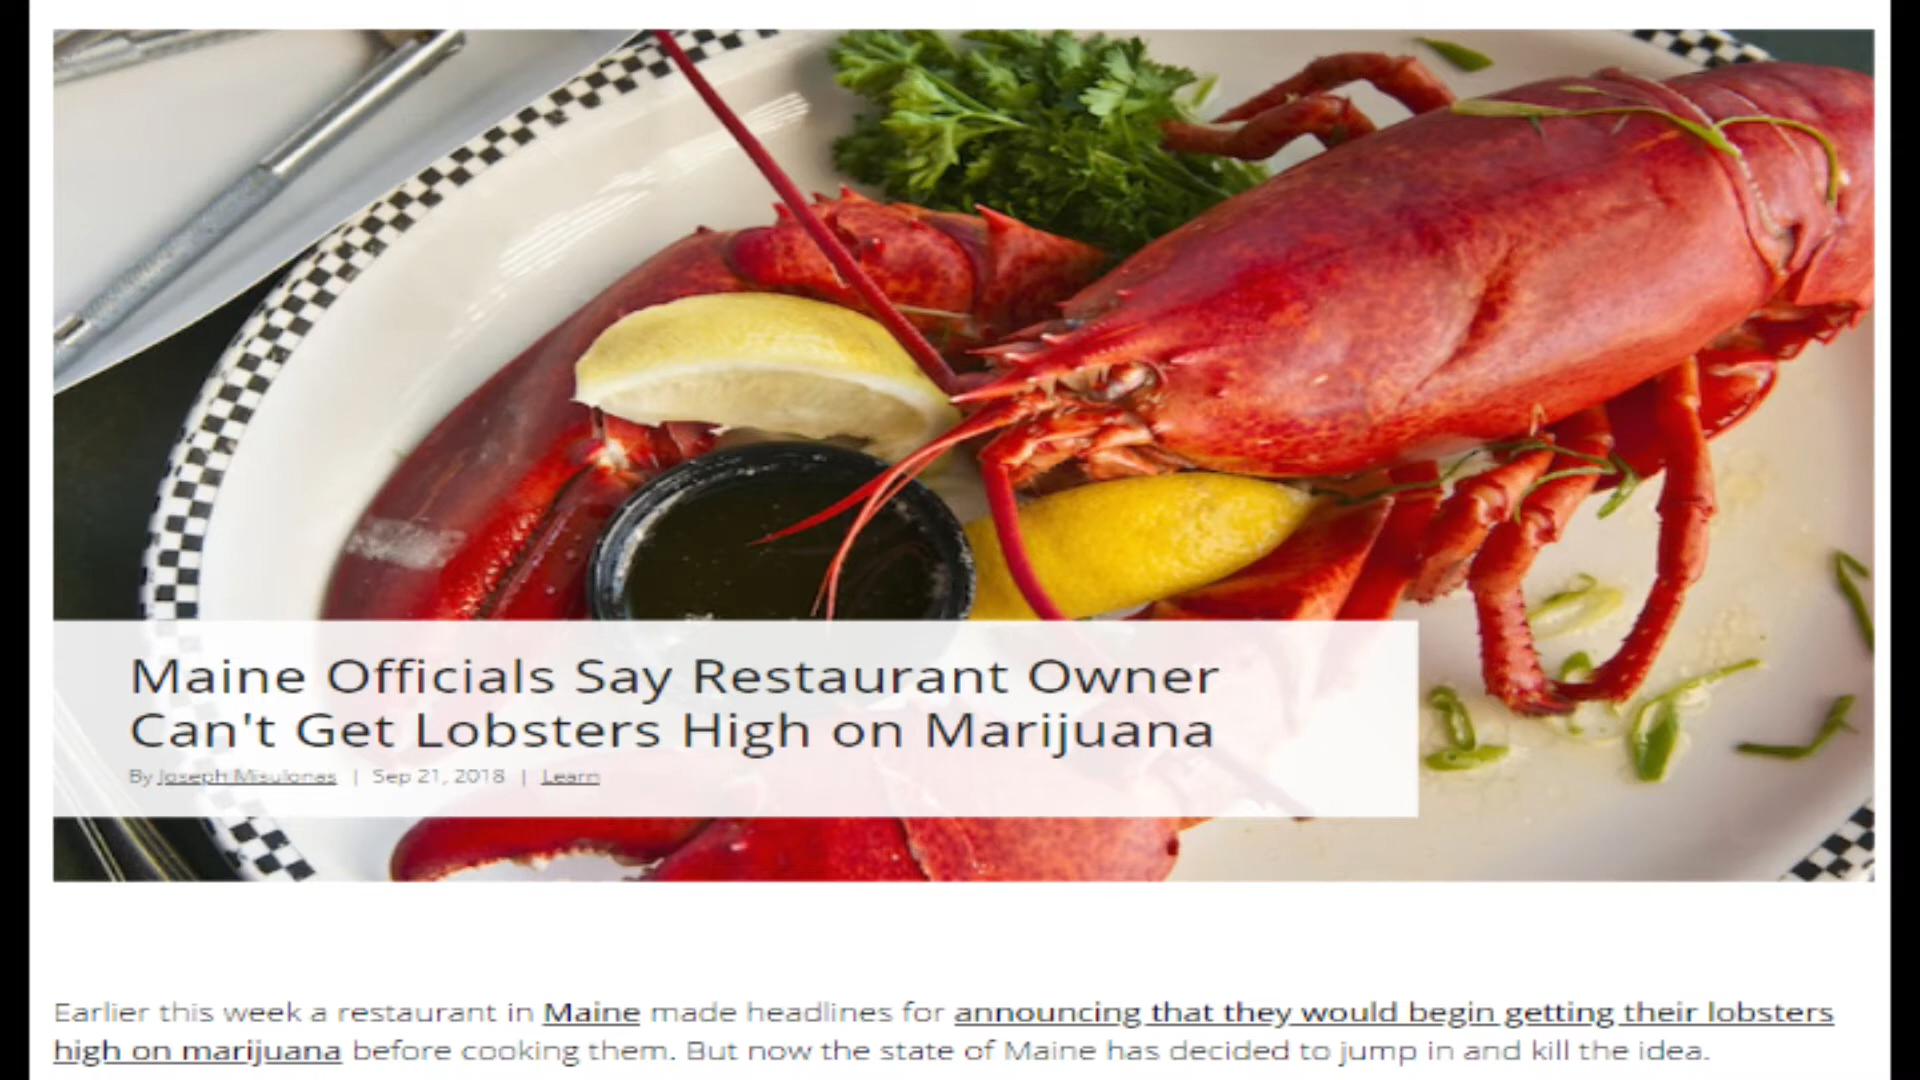 Maine Officials Say Restaurant Owner
Can't Get Lobsters High on Marijuana
By Joseph Misulonas | Sep 21, 2018 | Learn
Earlier this week a restaurant in Maine made headlines for announcing that they would begin getting their lobsters
high on marijuana before cooking them. But now the state of Maine has decided to jump in and kill the idea.